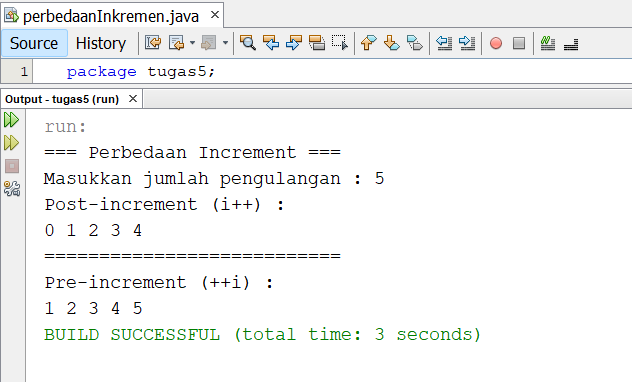 perbedaanInkremen.java
Source History
1 package tugas5;
Output - tugas5 (run)
run:
=== Perbedaan Increment ===
Masukkan jumlah pengulangan : 5
Post-increment (i++) :
0 1 2 3 4
===========================
Pre-increment (++i) :
1 2 3 4 5
BUILD SUCCESSFUL (total time: 3 seconds)